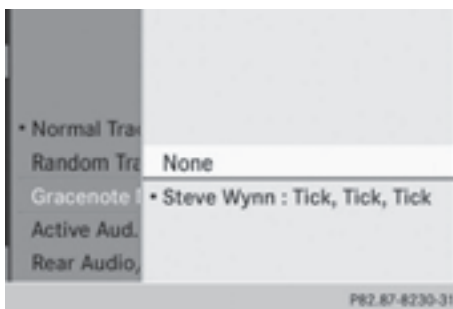 • Normal Trac
Random Tra
None
Gracenote
• Steve Wynn : Tick, Tick, Tick
Active Aud.
Rear Audio,
P82.87-8230-31